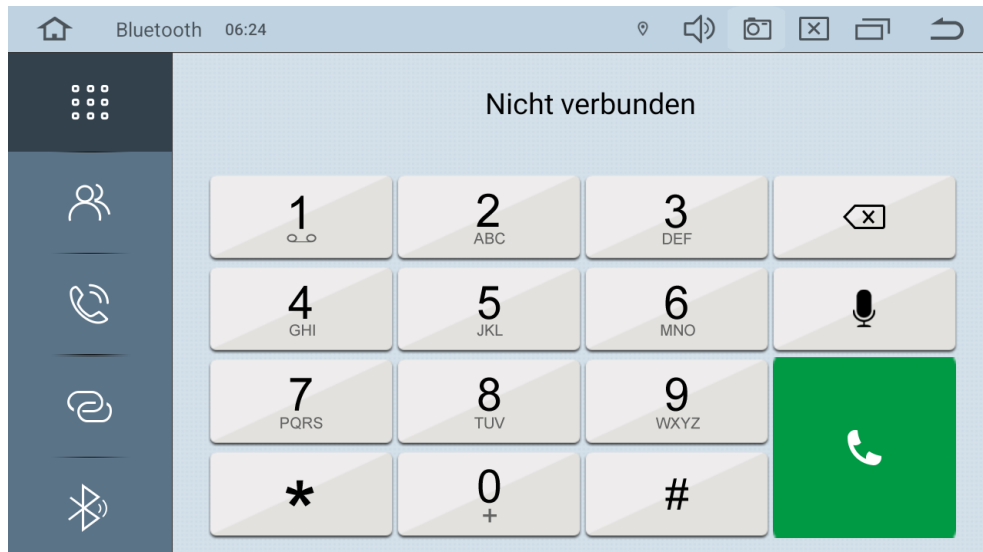 Bluetooth 06:24
Nicht verbunden
1 2 3
ABC DEF
4 5 6
GHI JKL MNO
7 8 9
PQRS TUV WXYZ
* 0 #
+